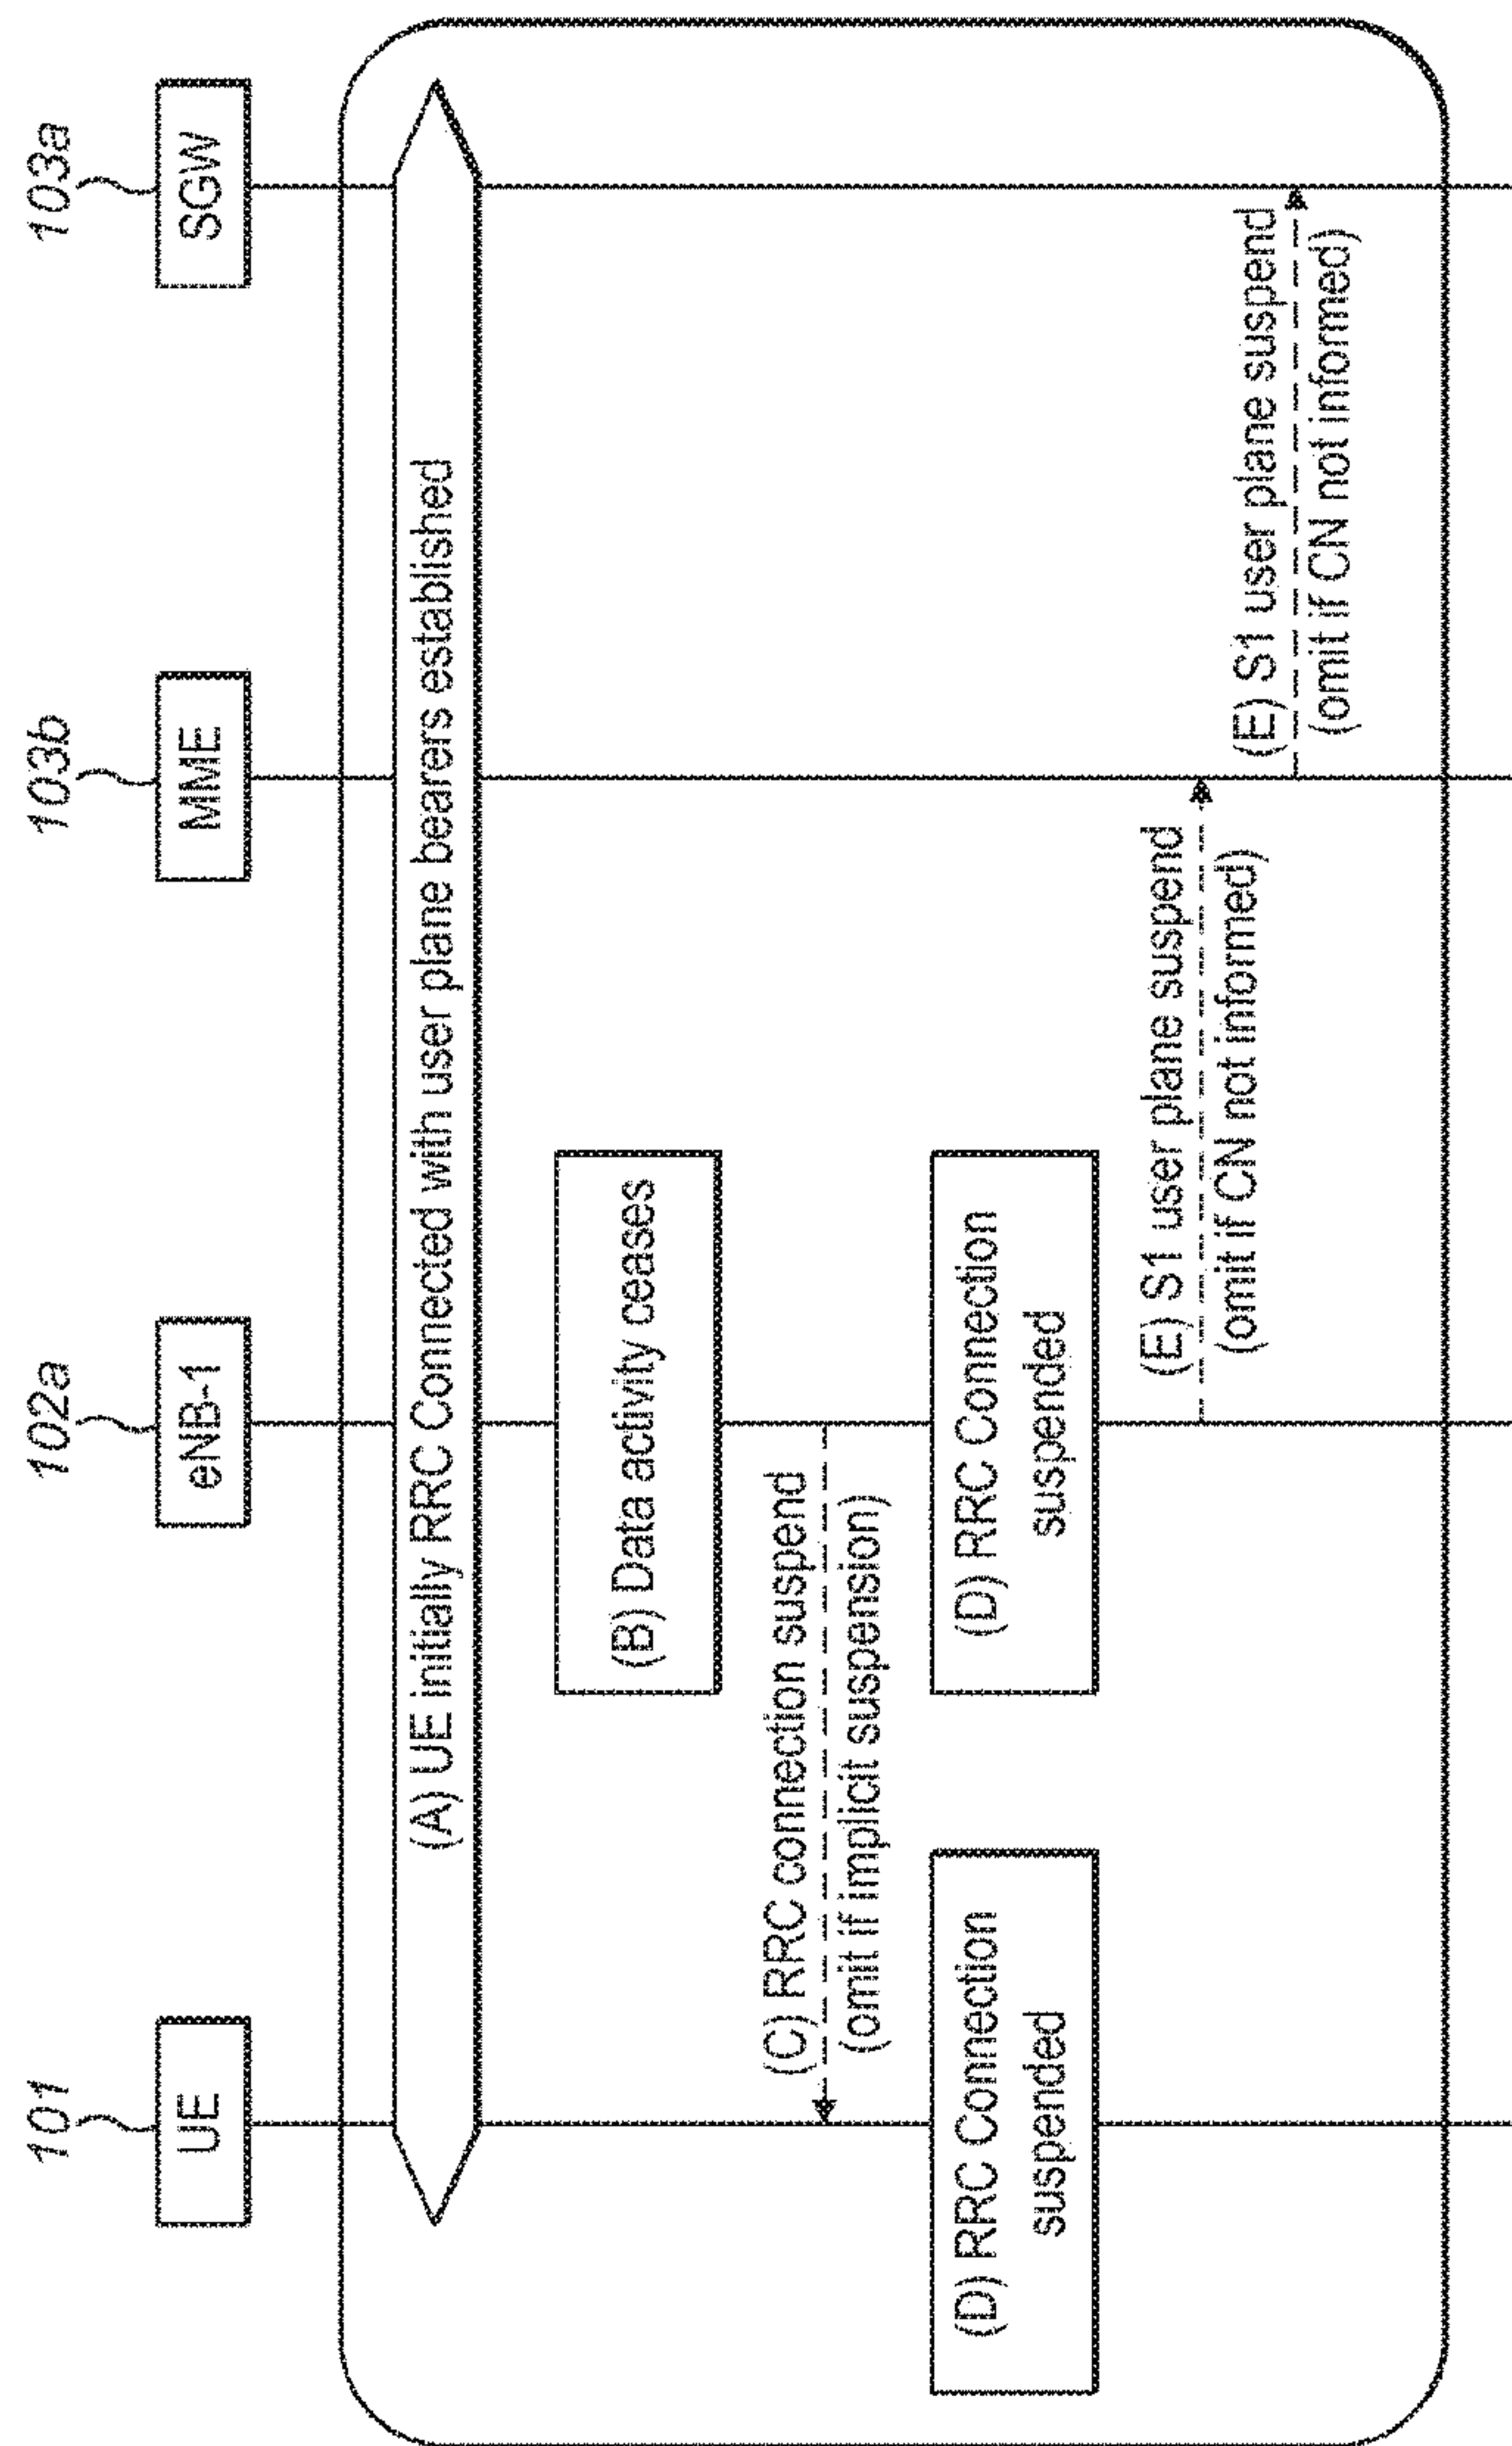 101
102a
103b
103a
UE
eNB-1
MME
SGW
(A) UE initially RRC Connected with user plane bearers established
(B) Data activity ceases
(C) RRC connection suspend
(omit if implicit suspension)
(D) RRC Connection
suspended
(D) RRC Connection
suspended
(E) S1 user plane suspend
(omit if CN not informed)
(E) S1 user plane suspend
(omit if CN not informed)